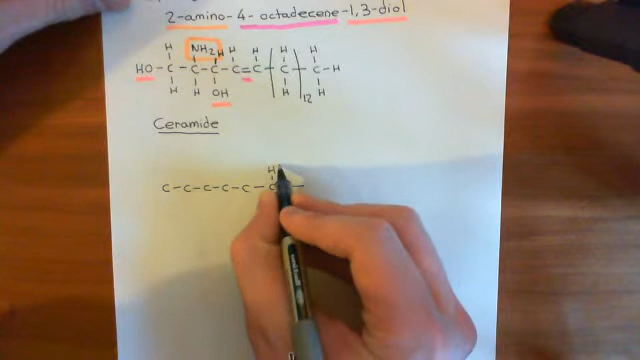 2-amino-4-octadecene-1,3-diol
H NH2 H H H H H
HO-C-C-C-C=C-C-C-H
H H OH H 12 H
Ceramide
H
C-C-C-C-C-C-